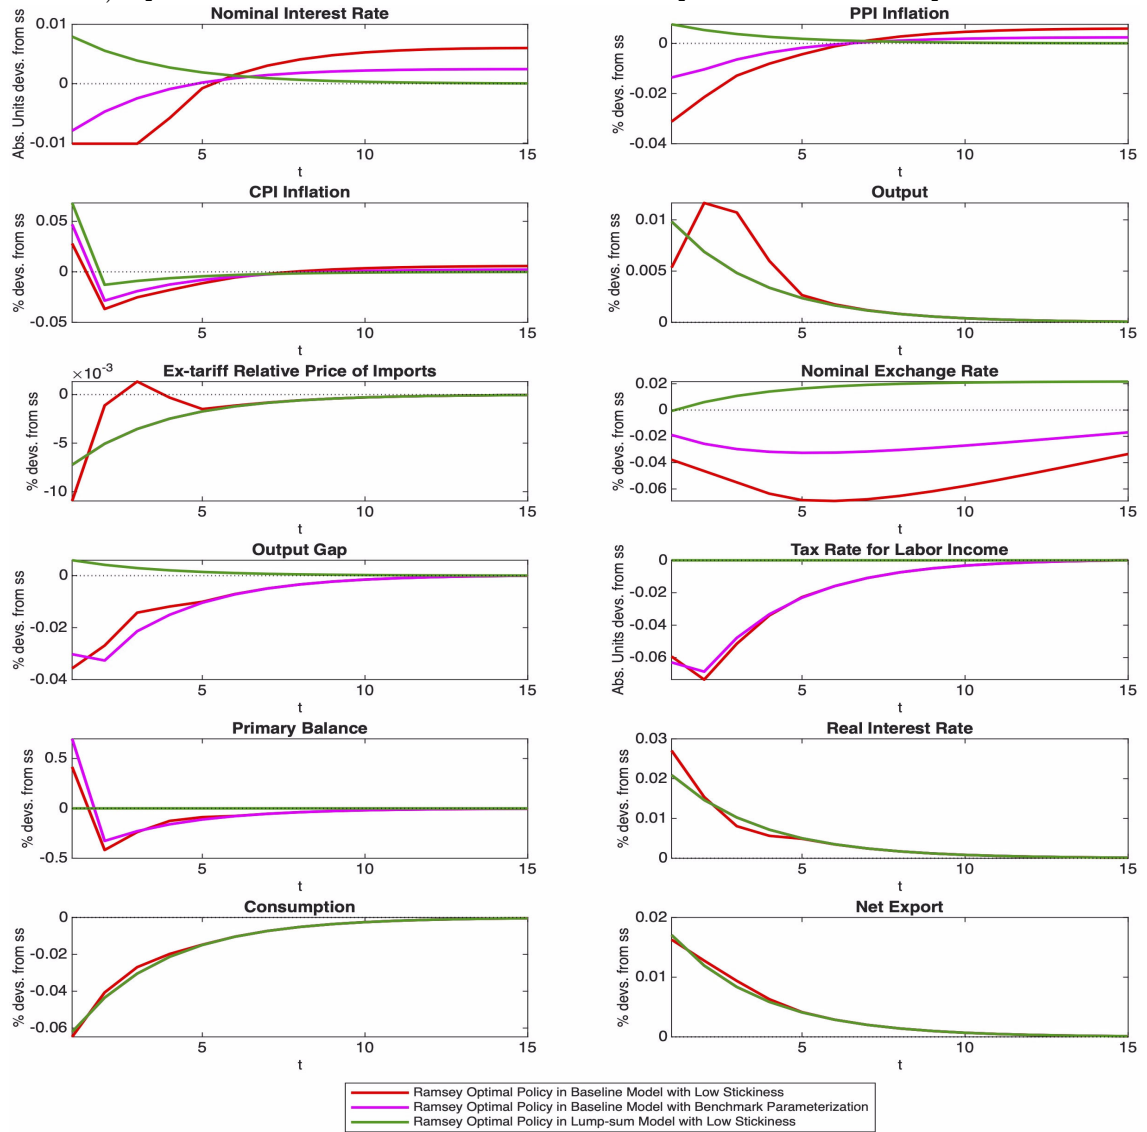 Nominal Interest Rate
Abs. Units devs. from ss
0.01
0
-0.01
5
10
15
t
PPI Inflation
% devs. from ss
0
-0.02
-0.04
5
10
15
t
CPI Inflation
% devs. from ss
0.05
0
-0.05
5
10
15
t
Output
% devs. from ss
0.01
0.005
0
5
10
15
t
Ex-tariff Relative Price of Imports
×10⁻³
% devs. from ss
0
-5
-10
5
10
15
t
Nominal Exchange Rate
% devs. from ss
0.02
0
-0.02
-0.04
-0.06
5
10
15
t
Output Gap
% devs. from ss
0
-0.02
-0.04
5
10
15
t
Tax Rate for Labor Income
Abs. Units devs. from ss
0
-0.02
-0.04
-0.06
5
10
15
t
Primary Balance
% devs. from ss
0.5
0
-0.5
5
10
15
t
Real Interest Rate
% devs. from ss
0.03
0.02
0.01
0
5
10
15
t
Consumption
% devs. from ss
0
-0.02
-0.04
-0.06
5
10
15
t
Net Export
% devs. from ss
0.02
0.01
0
5
10
15
t
Ramsey Optimal Policy in Baseline Model with Low Stickiness
Ramsey Optimal Policy in Baseline Model with Benchmark Parameterization
Ramsey Optimal Policy in Lump-sum Model with Low Stickiness